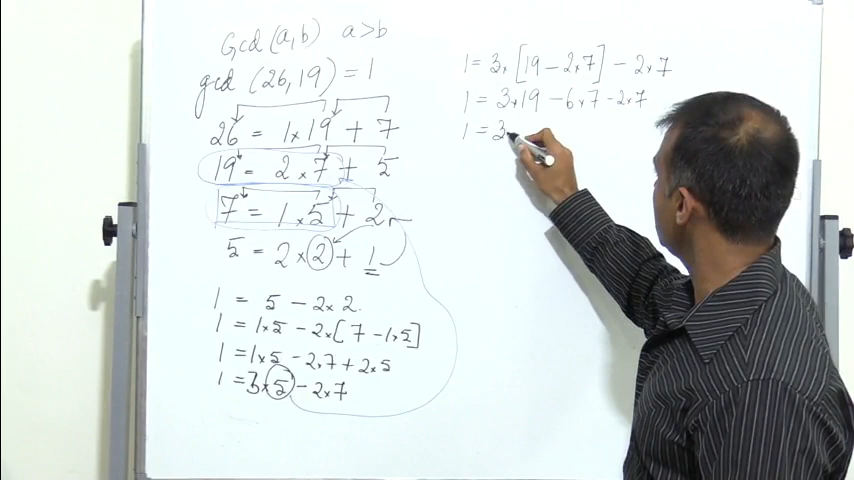 Gcd (a,b) a>b
gcd (26, 19) = 1
26 = 1×19 + 7
19 = 2×7 + 5
7 = 1×5 + 2
5 = 2×2 + 1
1 = 5 - 2×2.
1 = 1×5 - 2×[7 - 1×5]
1 = 1×5 - 2×7 + 2×5
1 = 3×5 - 2×7
1 = 3×[19 - 2×7] - 2×7
1 = 3×19 - 6×7 - 2×7
1 = 3×